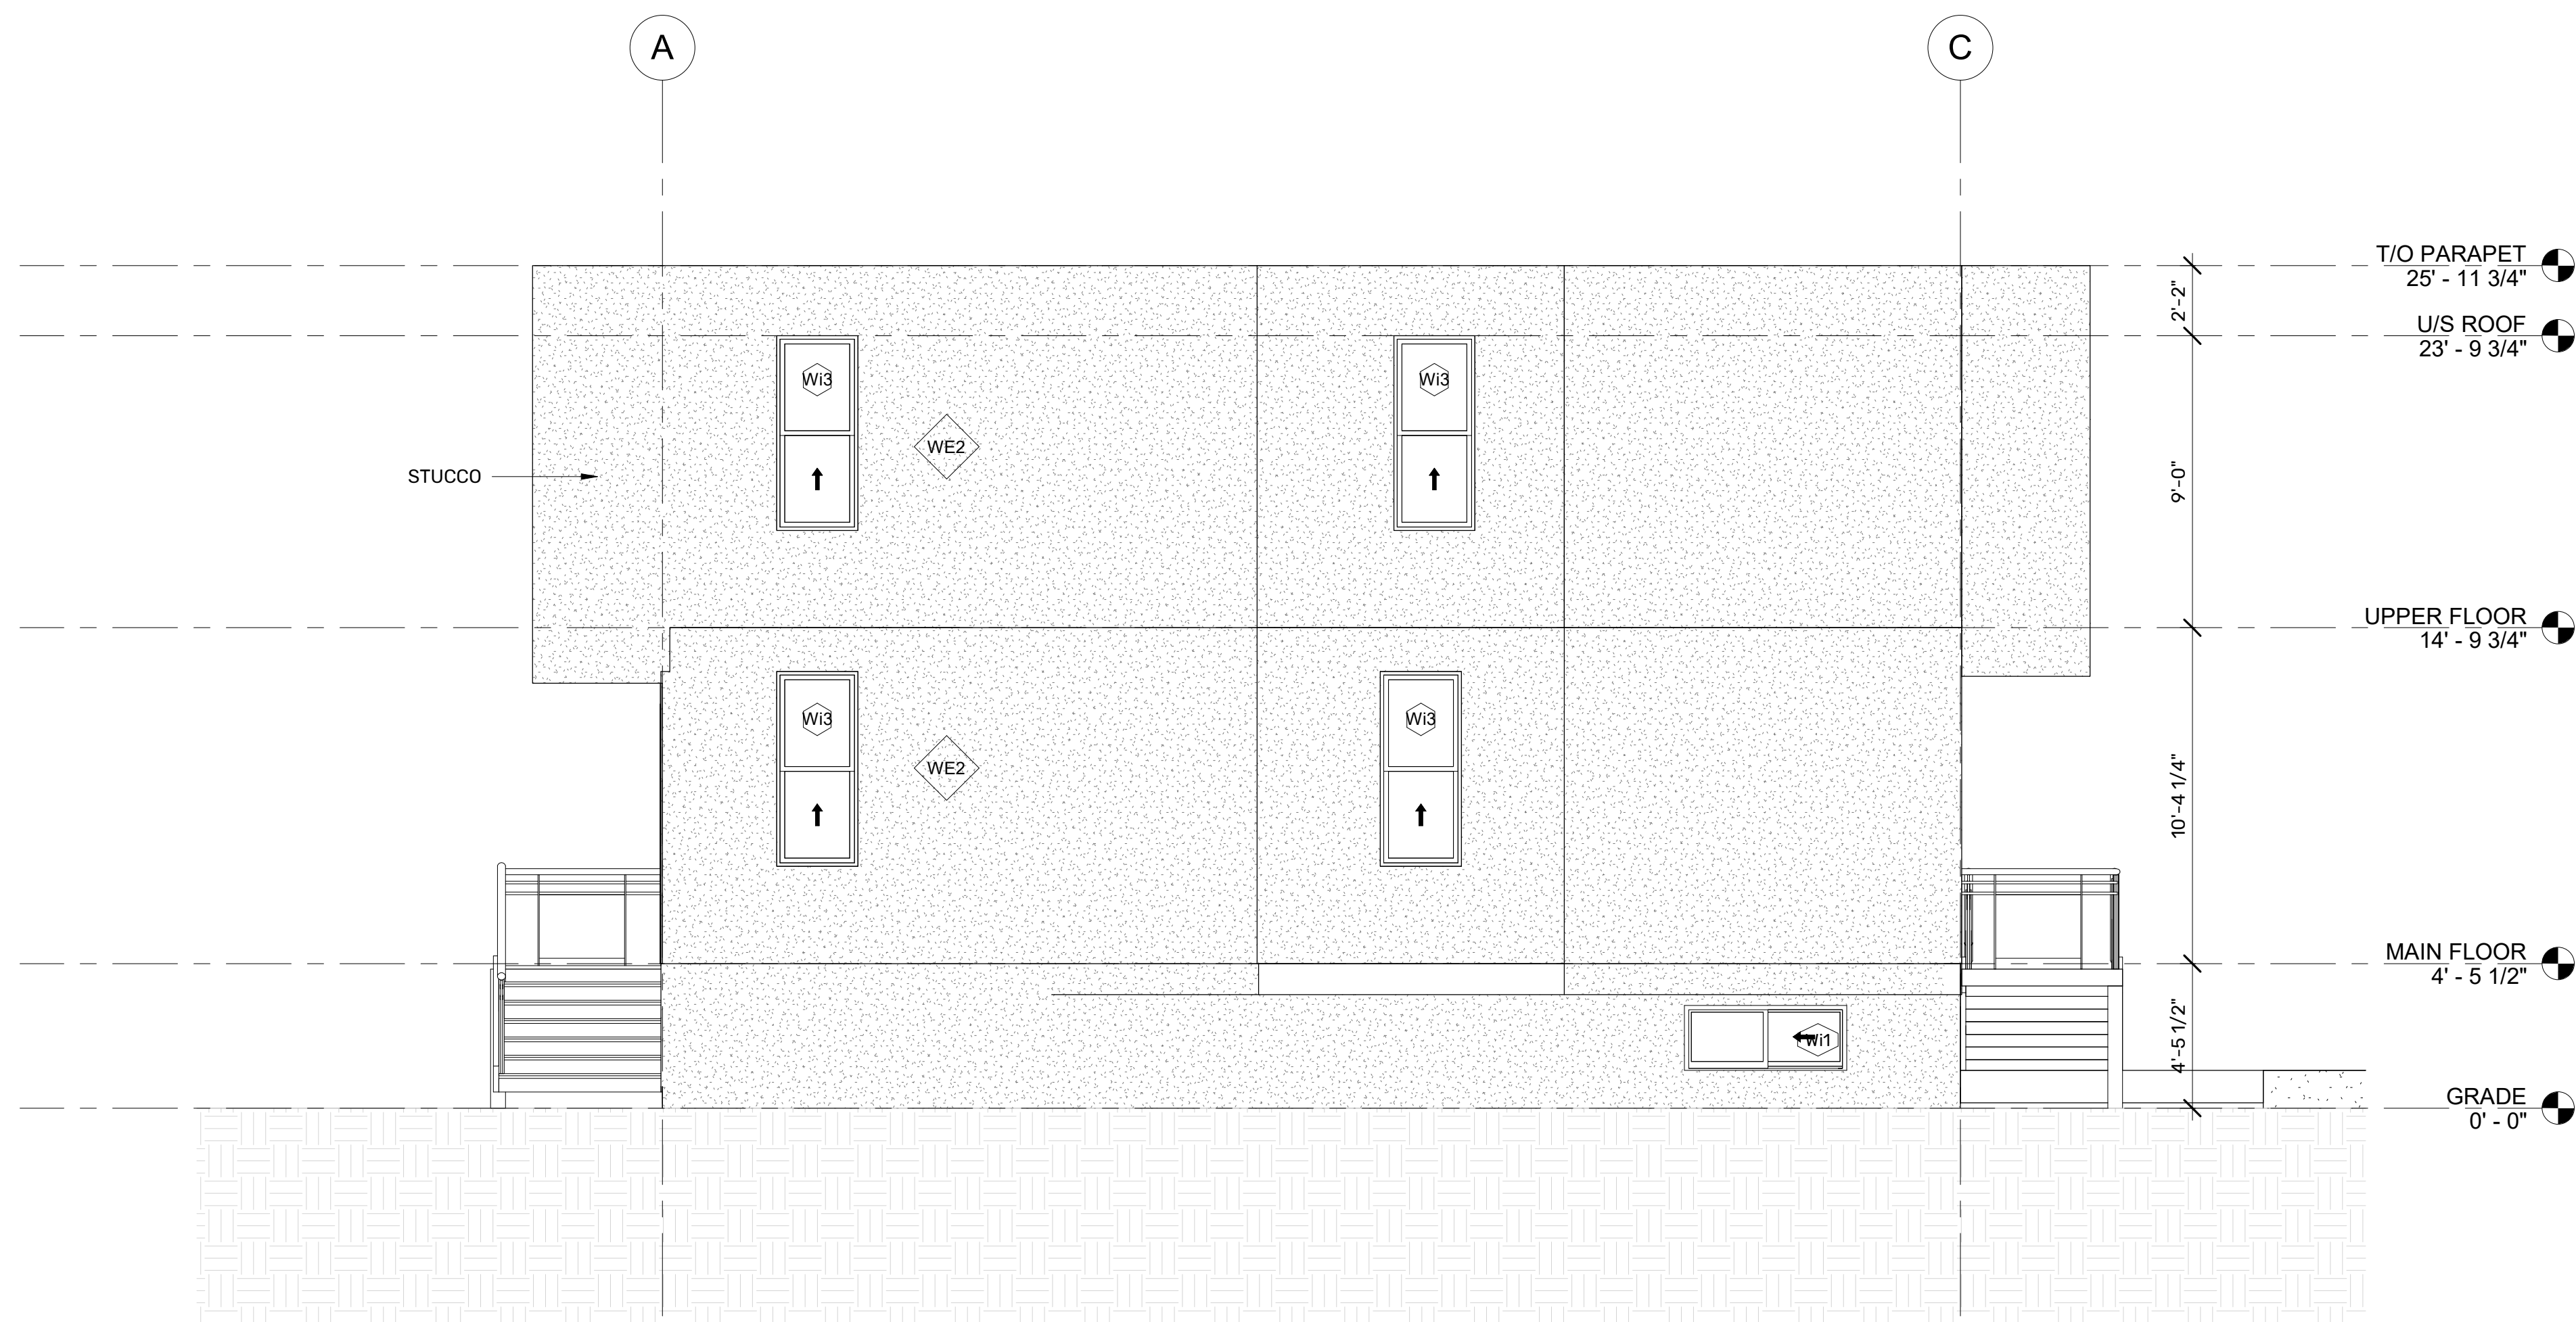 A
C
T/O PARAPET
25' - 11 3/4"
2'-2"
U/S ROOF
23' - 9 3/4"
Wi3
Wi3
WE2
STUCCO
9'-0"
UPPER FLOOR
14' - 9 3/4"
Wi3
Wi3
WE2
10'-4 1/4"
MAIN FLOOR
4' - 5 1/2"
4'-5 1/2"
Wi1
GRADE
0' - 0"